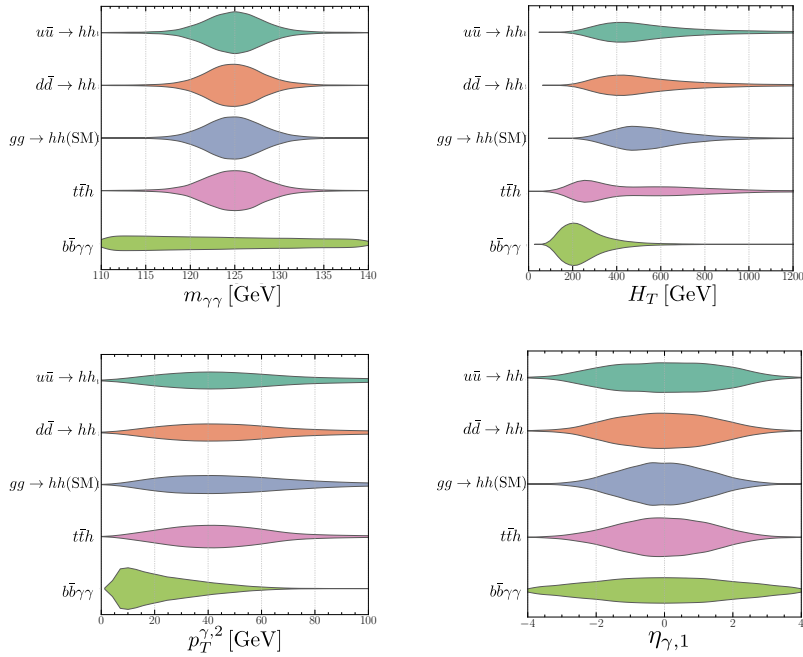 uū → hh
dd̄ → hh
gg → hh(SM)
tt̄h
bb̄γγ
110 115 120 125 130 135 140
m_γγ [GeV]
uū → hh
dd̄ → hh
gg → hh(SM)
tt̄h
bb̄γγ
0 200 400 600 800 1000 1200
H_T [GeV]
uū → hh
dd̄ → hh
gg → hh(SM)
tt̄h
bb̄γγ
0 20 40 60 80 100
p_T^γ,2 [GeV]
uū → hh
dd̄ → hh
gg → hh(SM)
tt̄h
bb̄γγ
−4 −2 0 2 4
η_γ,1